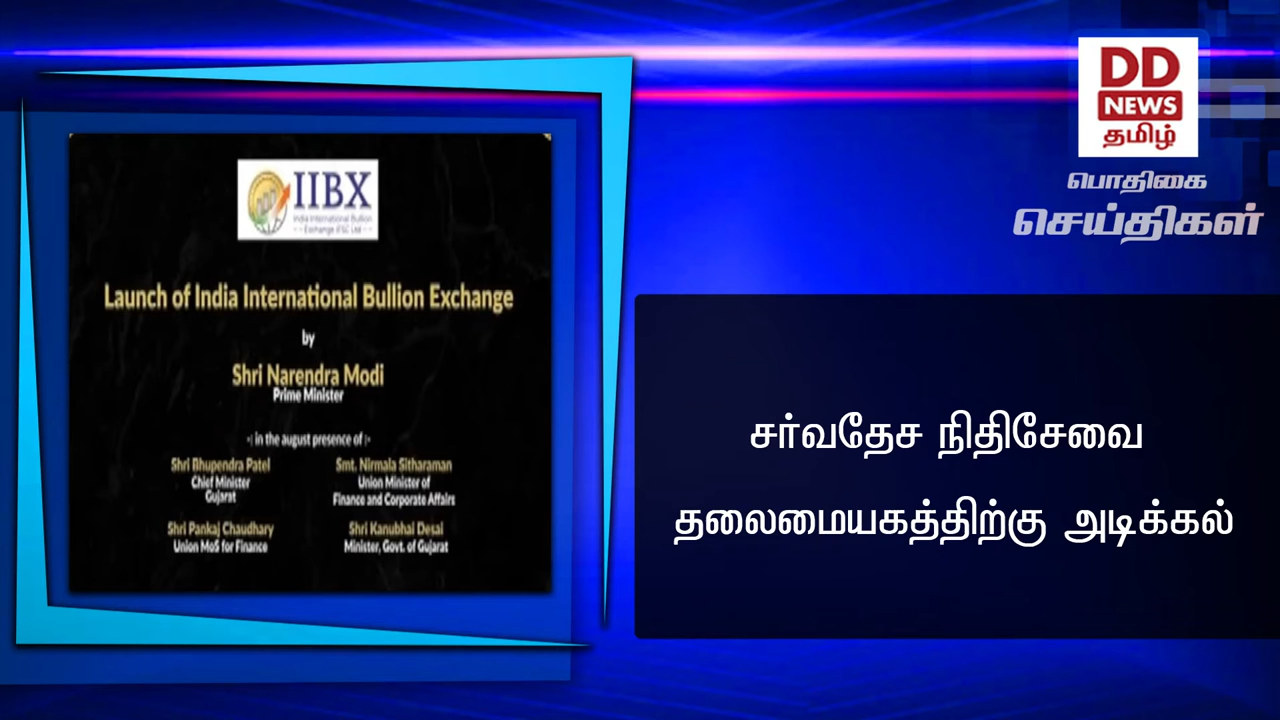 IIBX
India International Bullion
Exchange IFSC Ltd
Launch of India International Bullion Exchange
by
Shri Narendra Modi
Prime Minister
in the august presence of
Shri Bhupendra Patel
Chief Minister
Gujarat
Smt. Nirmala Sitharaman
Union Minister of
Finance and Corporate Affairs
Shri Pankaj Chaudhary
Union MoS for Finance
Shri Kanubhai Desai
Minister, Govt. of Gujarat
DD
NEWS
தமிழ்
பொதிகை
செய்திகள்
சர்வதேச நிதிசேவை
தலைமையகத்திற்கு அடிக்கல்